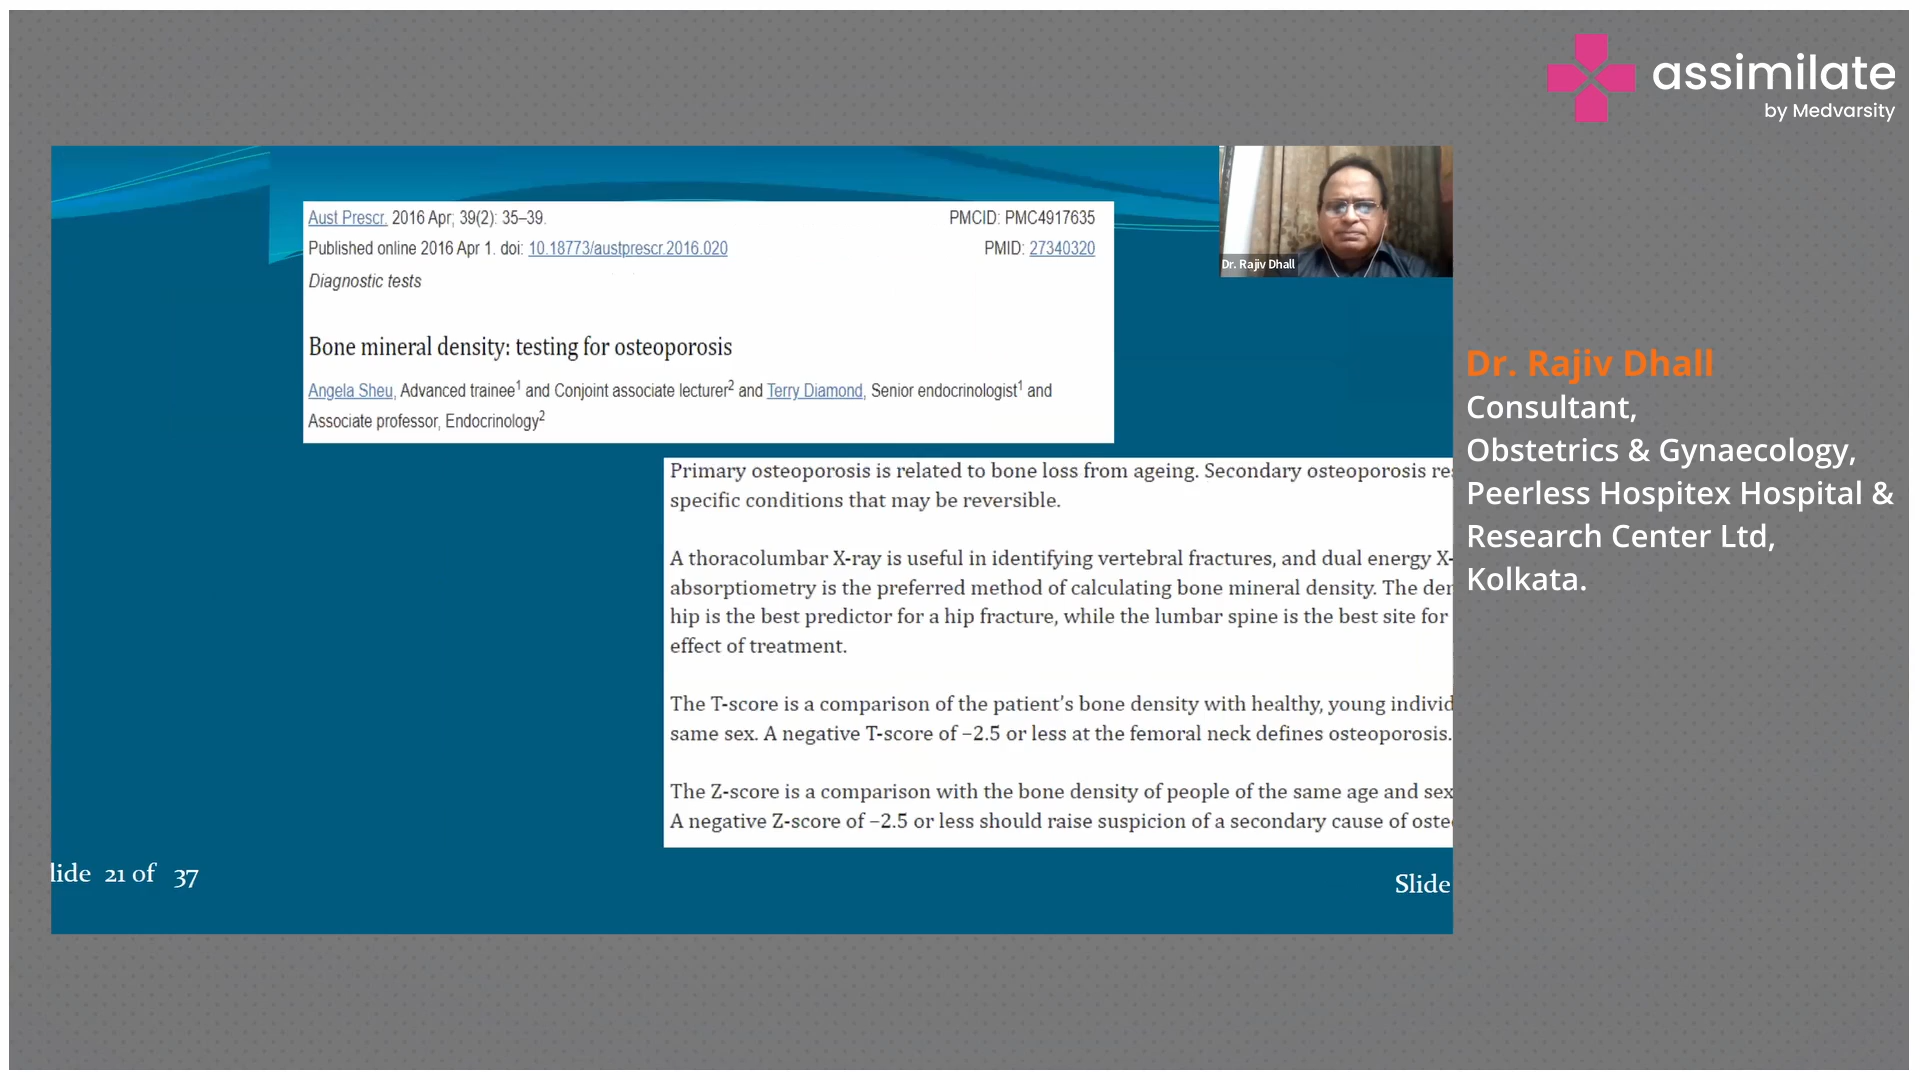 assimilate
by Medvarsity
Aust Prescr. 2016 Apr; 39(2): 35–39.
PMCID: PMC4917635
Published online 2016 Apr 1. doi: 10.18773/austprescr.2016.020
PMID: 27340320
Diagnostic tests
Bone mineral density: testing for osteoporosis
Angela Sheu, Advanced trainee1 and Conjoint associate lecturer2 and Terry Diamond, Senior endocrinologist1 and
Associate professor, Endocrinology2
Dr. Rajiv Dhall
Primary osteoporosis is related to bone loss from ageing. Secondary osteoporosis
specific conditions that may be reversible.
A thoracolumbar X-ray is useful in identifying vertebral fractures, and dual energy X-
absorptiometry is the preferred method of calculating bone mineral density. The
hip is the best predictor for a hip fracture, while the lumbar spine is the best site for
effect of treatment.
The T-score is a comparison of the patient's bone density with healthy, young
same sex. A negative T-score of −2.5 or less at the femoral neck defines osteoporosis.
The Z-score is a comparison with the bone density of people of the same age and sex
A negative Z-score of −2.5 or less should raise suspicion of a secondary cause of
lide 21 of 37
Slide
Dr. Rajiv Dhall
Consultant,
Obstetrics & Gynaecology,
Peerless Hospitex Hospital &
Research Center Ltd,
Kolkata.